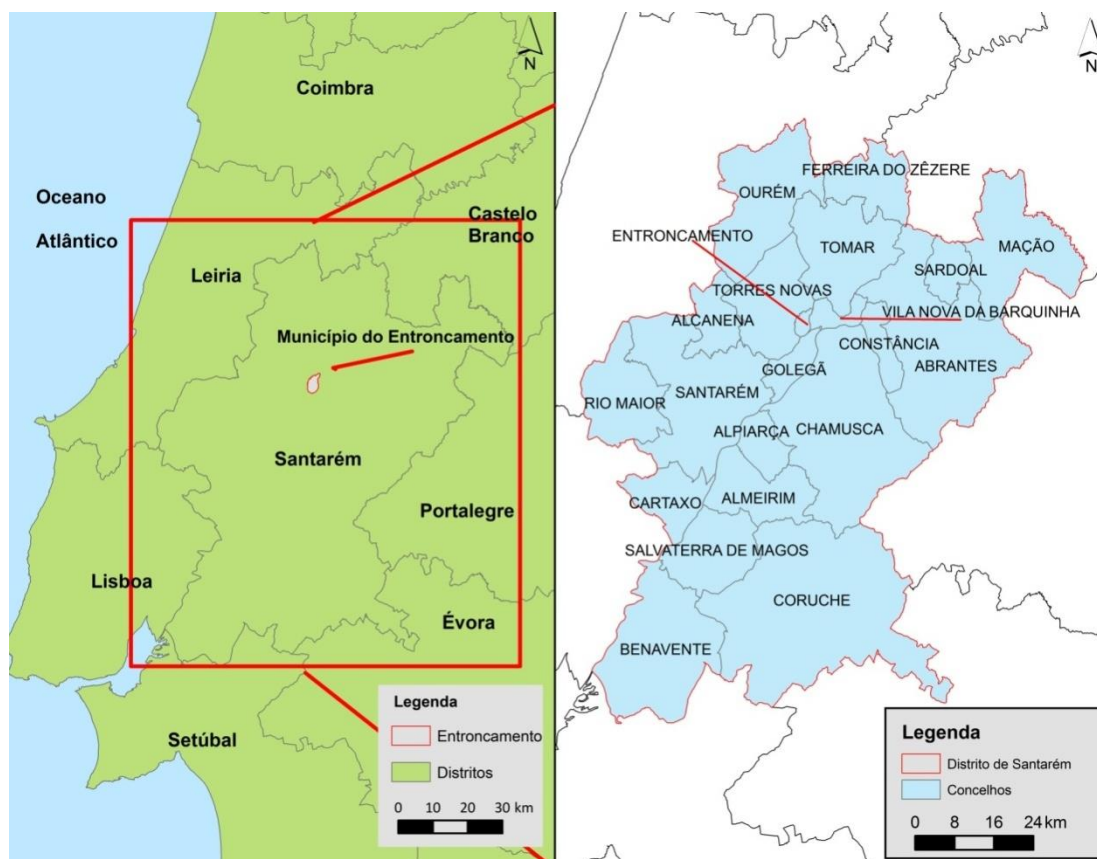 N
Coimbra
Oceano
Atlântico
Castelo
Branco
Leiria
Município do Entroncamento
Santarém
Portalegre
Lisboa
Évora
Setúbal
Legenda
Entroncamento
Distritos
0 10 20 30 km
N
FERREIRA DO ZÊZERE
OURÉM
ENTRONCAMENTO
TOMAR
MAÇÃO
SARDOAL
TORRES NOVAS
VILA NOVA DA BARQUINHA
ALCANENA
CONSTÂNCIA
ABRANTES
GOLEGÃ
SANTARÉM
RIO MAIOR
ALPIARÇA
CHAMUSCA
CARTAXO
ALMEIRIM
SALVATERRA DE MAGOS
CORUCHE
BENAVENTE
Legenda
Distrito de Santarém
Concelhos
0 8 16 24 km